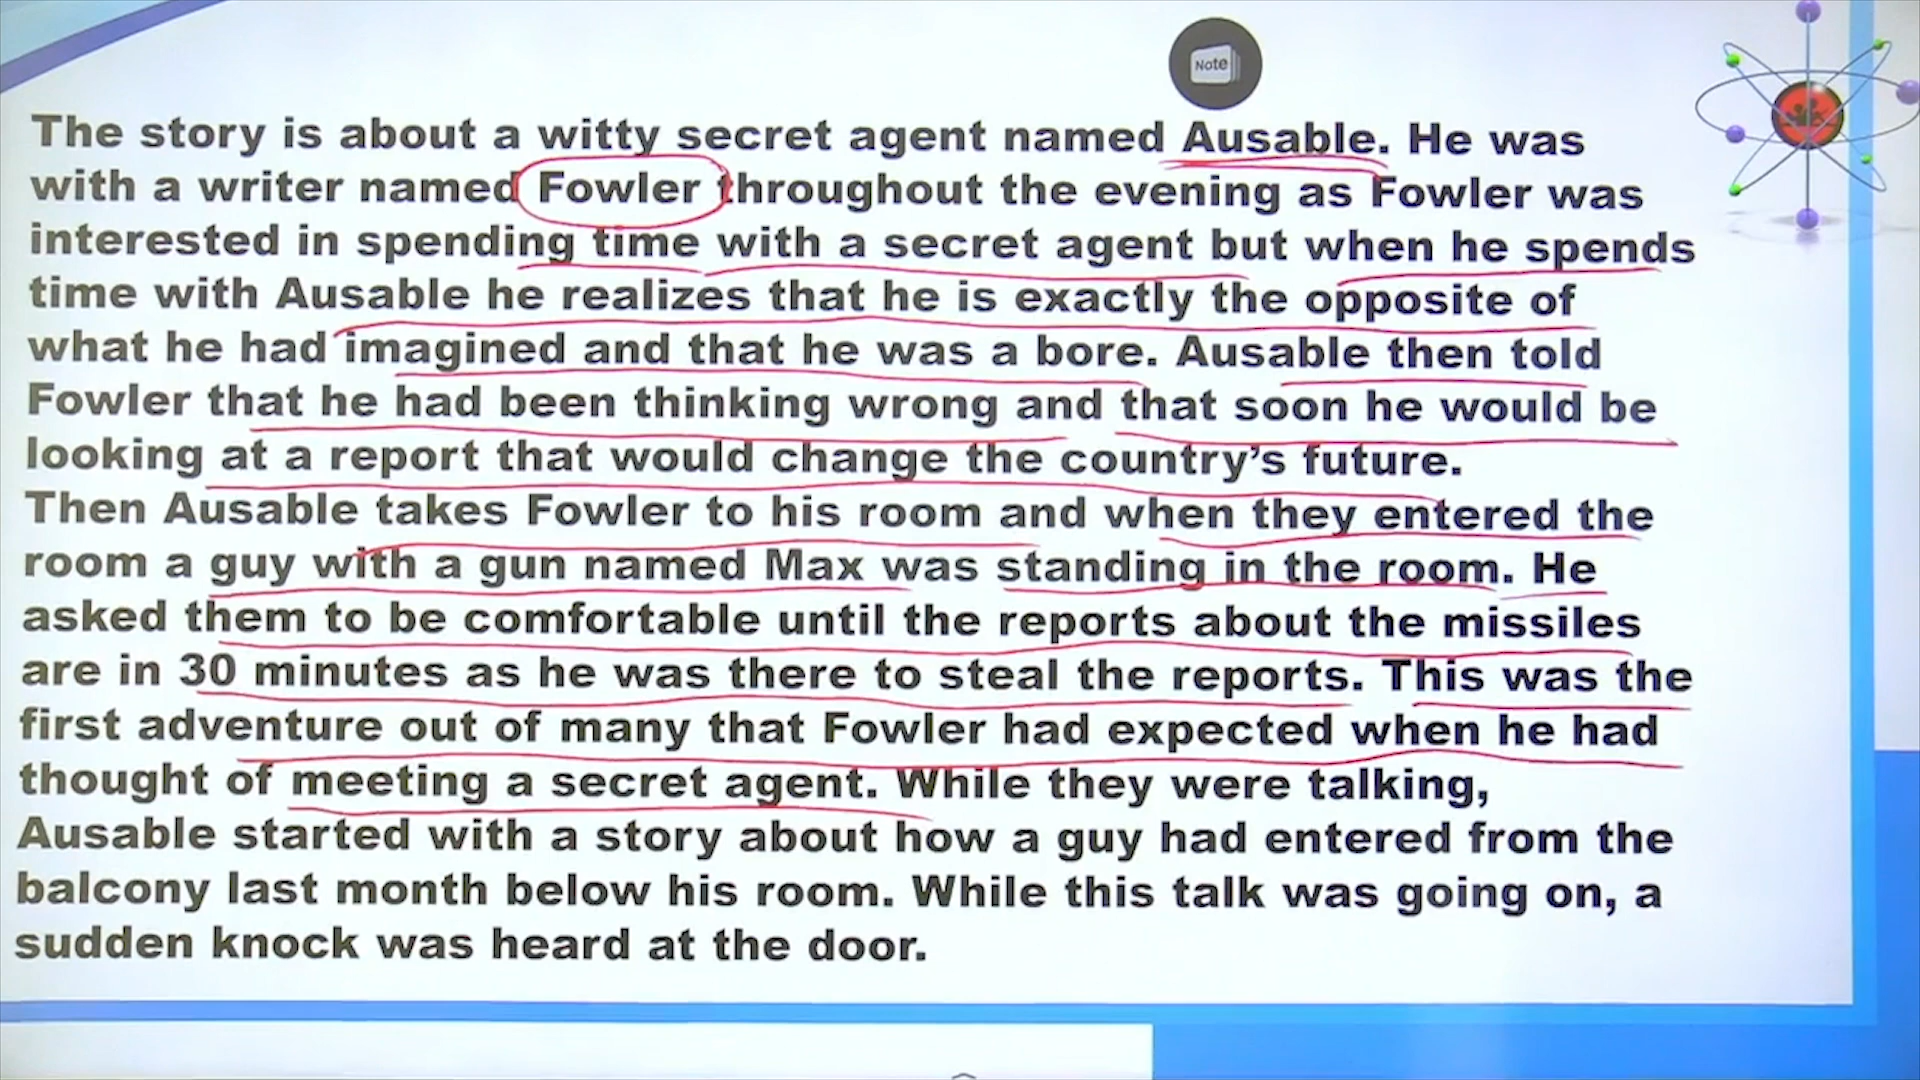 Note
The story is about a witty secret agent named Ausable. He was
with a writer named Fowler throughout the evening as Fowler was
interested in spending time with a secret agent but when he spends
time with Ausable he realizes that he is exactly the opposite of
what he had imagined and that he was a bore. Ausable then told
Fowler that he had been thinking wrong and that soon he would be
looking at a report that would change the country’s future.
Then Ausable takes Fowler to his room and when they entered the
room a guy with a gun named Max was standing in the room. He
asked them to be comfortable until the reports about the missiles
are in 30 minutes as he was there to steal the reports. This was the
first adventure out of many that Fowler had expected when he had
thought of meeting a secret agent. While they were talking,
Ausable started with a story about how a guy had entered from the
balcony last month below his room. While this talk was going on, a
sudden knock was heard at the door.